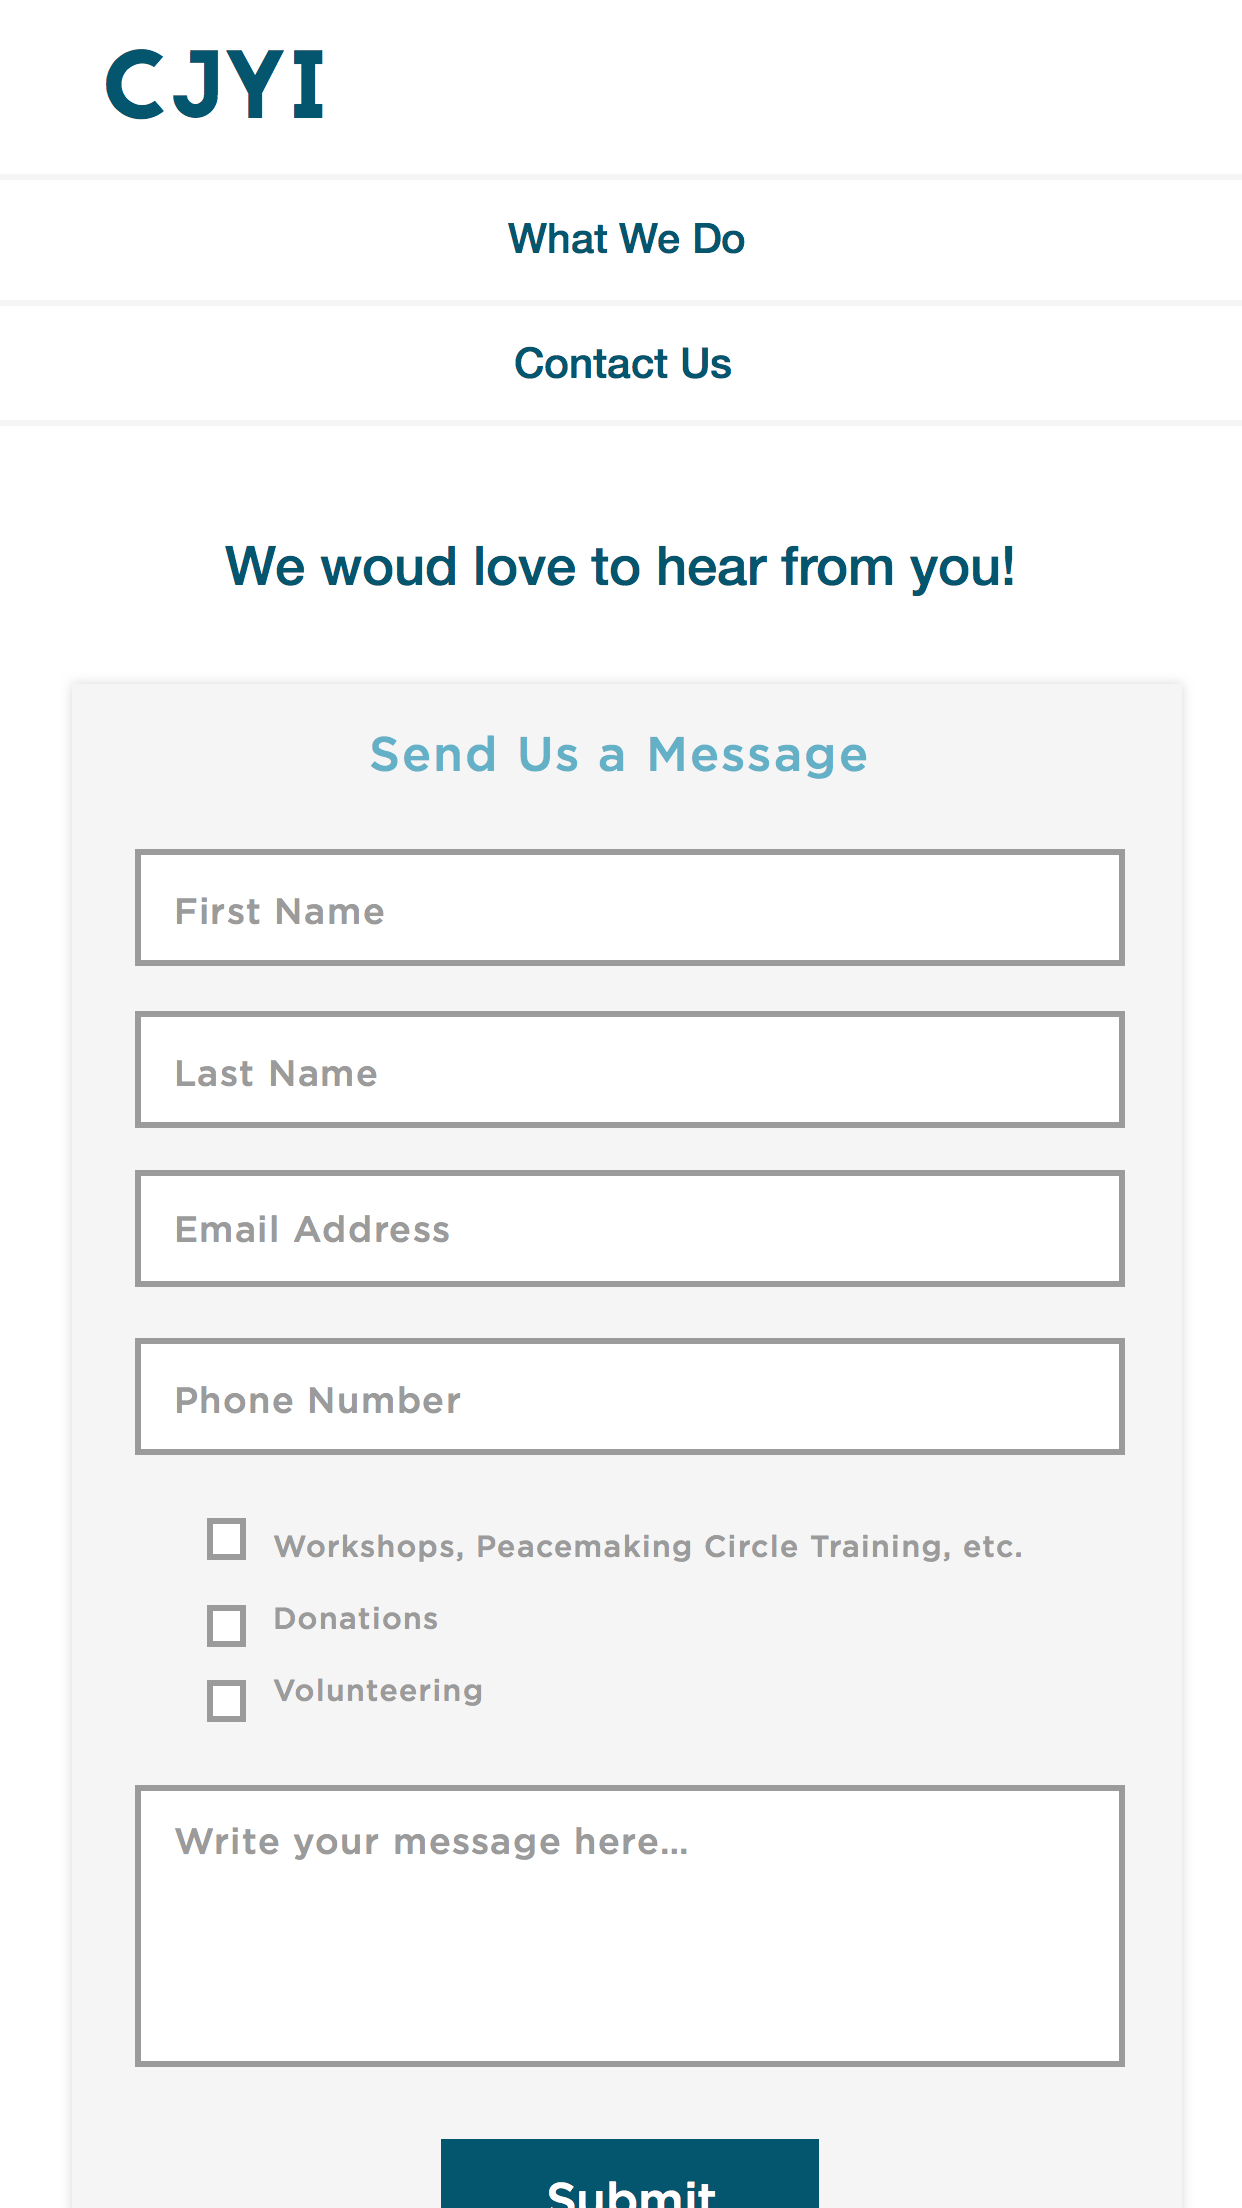 CJYI
What We Do
Contact Us
We woud love to hear from you!
Send Us a Message
First Name
Last Name
Email Address
Phone Number
Workshops, Peacemaking Circle Training, etc.
Donations
Volunteering
Write your message here...
Submit